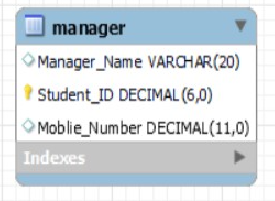 manager
Manager_Name VARCHAR(20)
Student_ID DECIMAL(6,0)
Moblie_Number DECIMAL(11,0)
Indexes